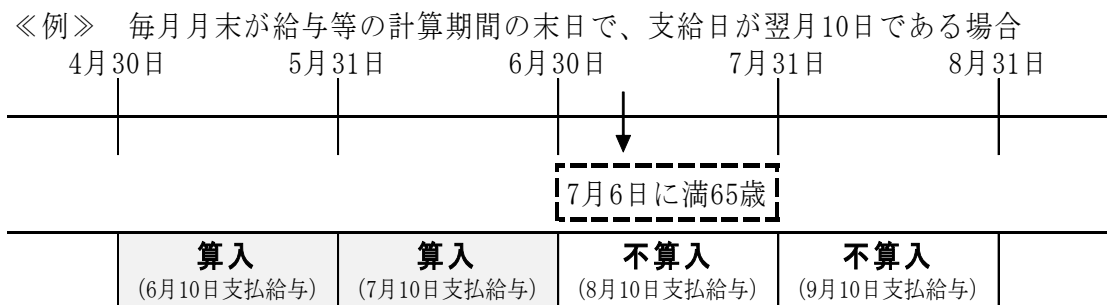 ≪例≫ 毎月月末が給与等の計算期間の末日で、支給日が翌月10日である場合
4月30日 5月31日 6月30日 7月31日 8月31日
7月6日に満65歳
算入 算入 不算入 不算入
(6月10日支払給与) (7月10日支払給与) (8月10日支払給与) (9月10日支払給与)